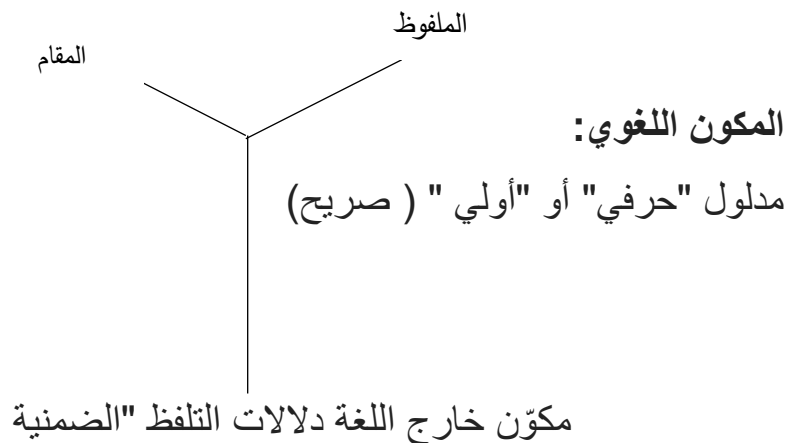 الملفوظ
المقام
المكون اللغوي:
مدلول "حرفي" أو "أولي " ( صريح)
مكوّن خارج اللغة دلالات التلفظ "الضمنية